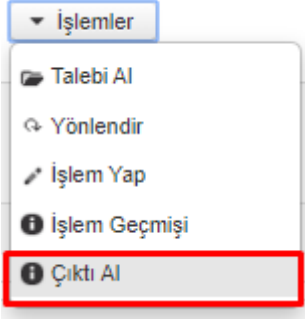 İşlemler
Talebi Al
Yönlendir
İşlem Yap
İşlem Geçmişi
Çıktı Al